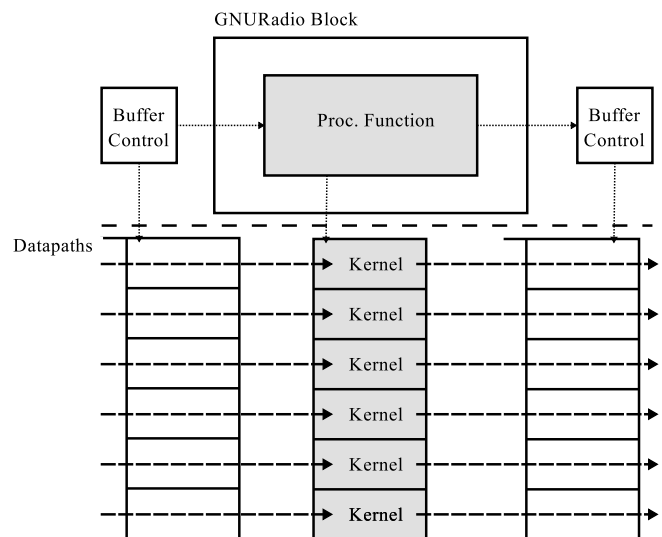 GNURadio Block
Buffer
Control
Proc. Function
Buffer
Control
Datapaths
Kernel
Kernel
Kernel
Kernel
Kernel
Kernel